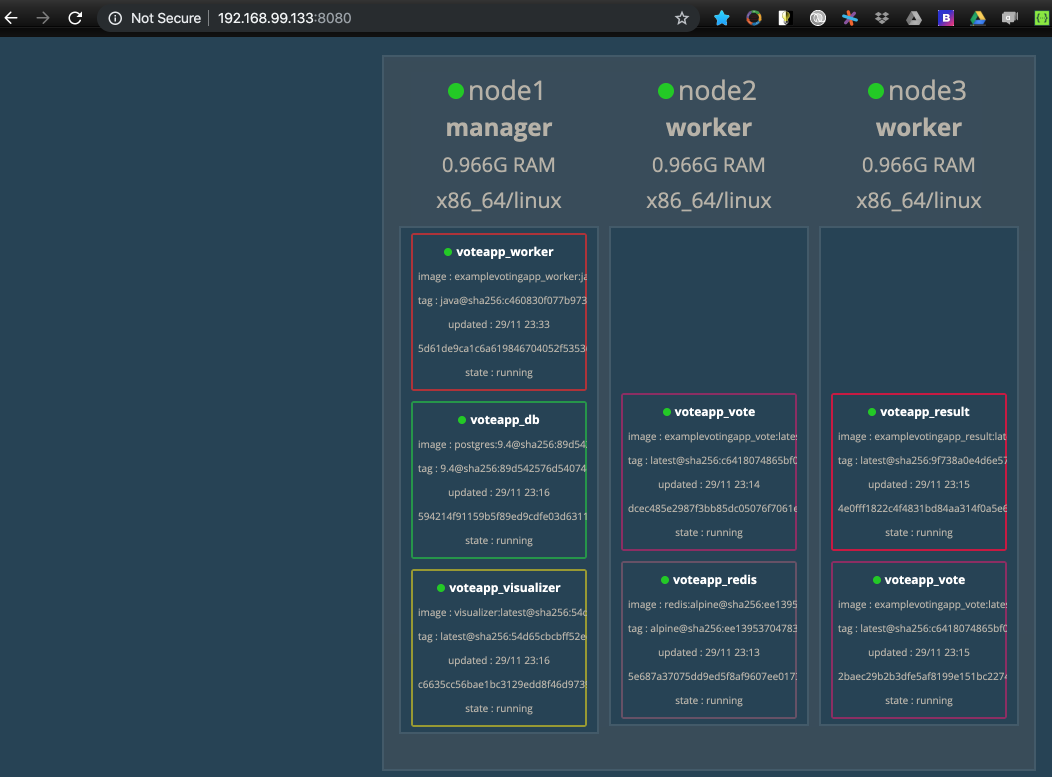 Not Secure
192.168.99.133:8080
B
node1
manager
0.966G RAM
x86_64/linux
voteapp_worker
image : examplevotingapp_worker:ja
tag : java@sha256:c460830f077b973
updated : 29/11 23:33
5d61de9ca1c6a619846704052f5353
state : running
voteapp_db
image : postgres:9.4@sha256:89d54
tag : 9.4@sha256:89d542576d54074
updated : 29/11 23:16
594214f91159b5f89ed9cdfe03d6311
state : running
voteapp_visualizer
image : visualizer:latest@sha256:54d
tag : latest@sha256:54d65cbcbff52e
updated : 29/11 23:16
c6635cc56bae1bc3129edd8f46d973
state : running
node2
worker
0.966G RAM
x86_64/linux
voteapp_vote
image : examplevotingapp_vote:late
tag : latest@sha256:c6418074865bf0
updated : 29/11 23:14
dcec485e2987f3bb85dc05076f7061e
state : running
voteapp_redis
image : redis:alpine@sha256:ee1395
tag : alpine@sha256:ee13953704783
updated : 29/11 23:13
5e687a37075dd9ed5f8af9607ee017
state : running
node3
worker
0.966G RAM
x86_64/linux
voteapp_result
image : examplevotingapp_result:lat
tag : latest@sha256:9f738a0e4d6e57
updated : 29/11 23:15
4e0fff1822c4f4831bd84aa314f0a5e6
state : running
voteapp_vote
image : examplevotingapp_vote:late
tag : latest@sha256:c6418074865bf0
updated : 29/11 23:15
2baec29b2b3dfe5af8199e151bc2274
state : running